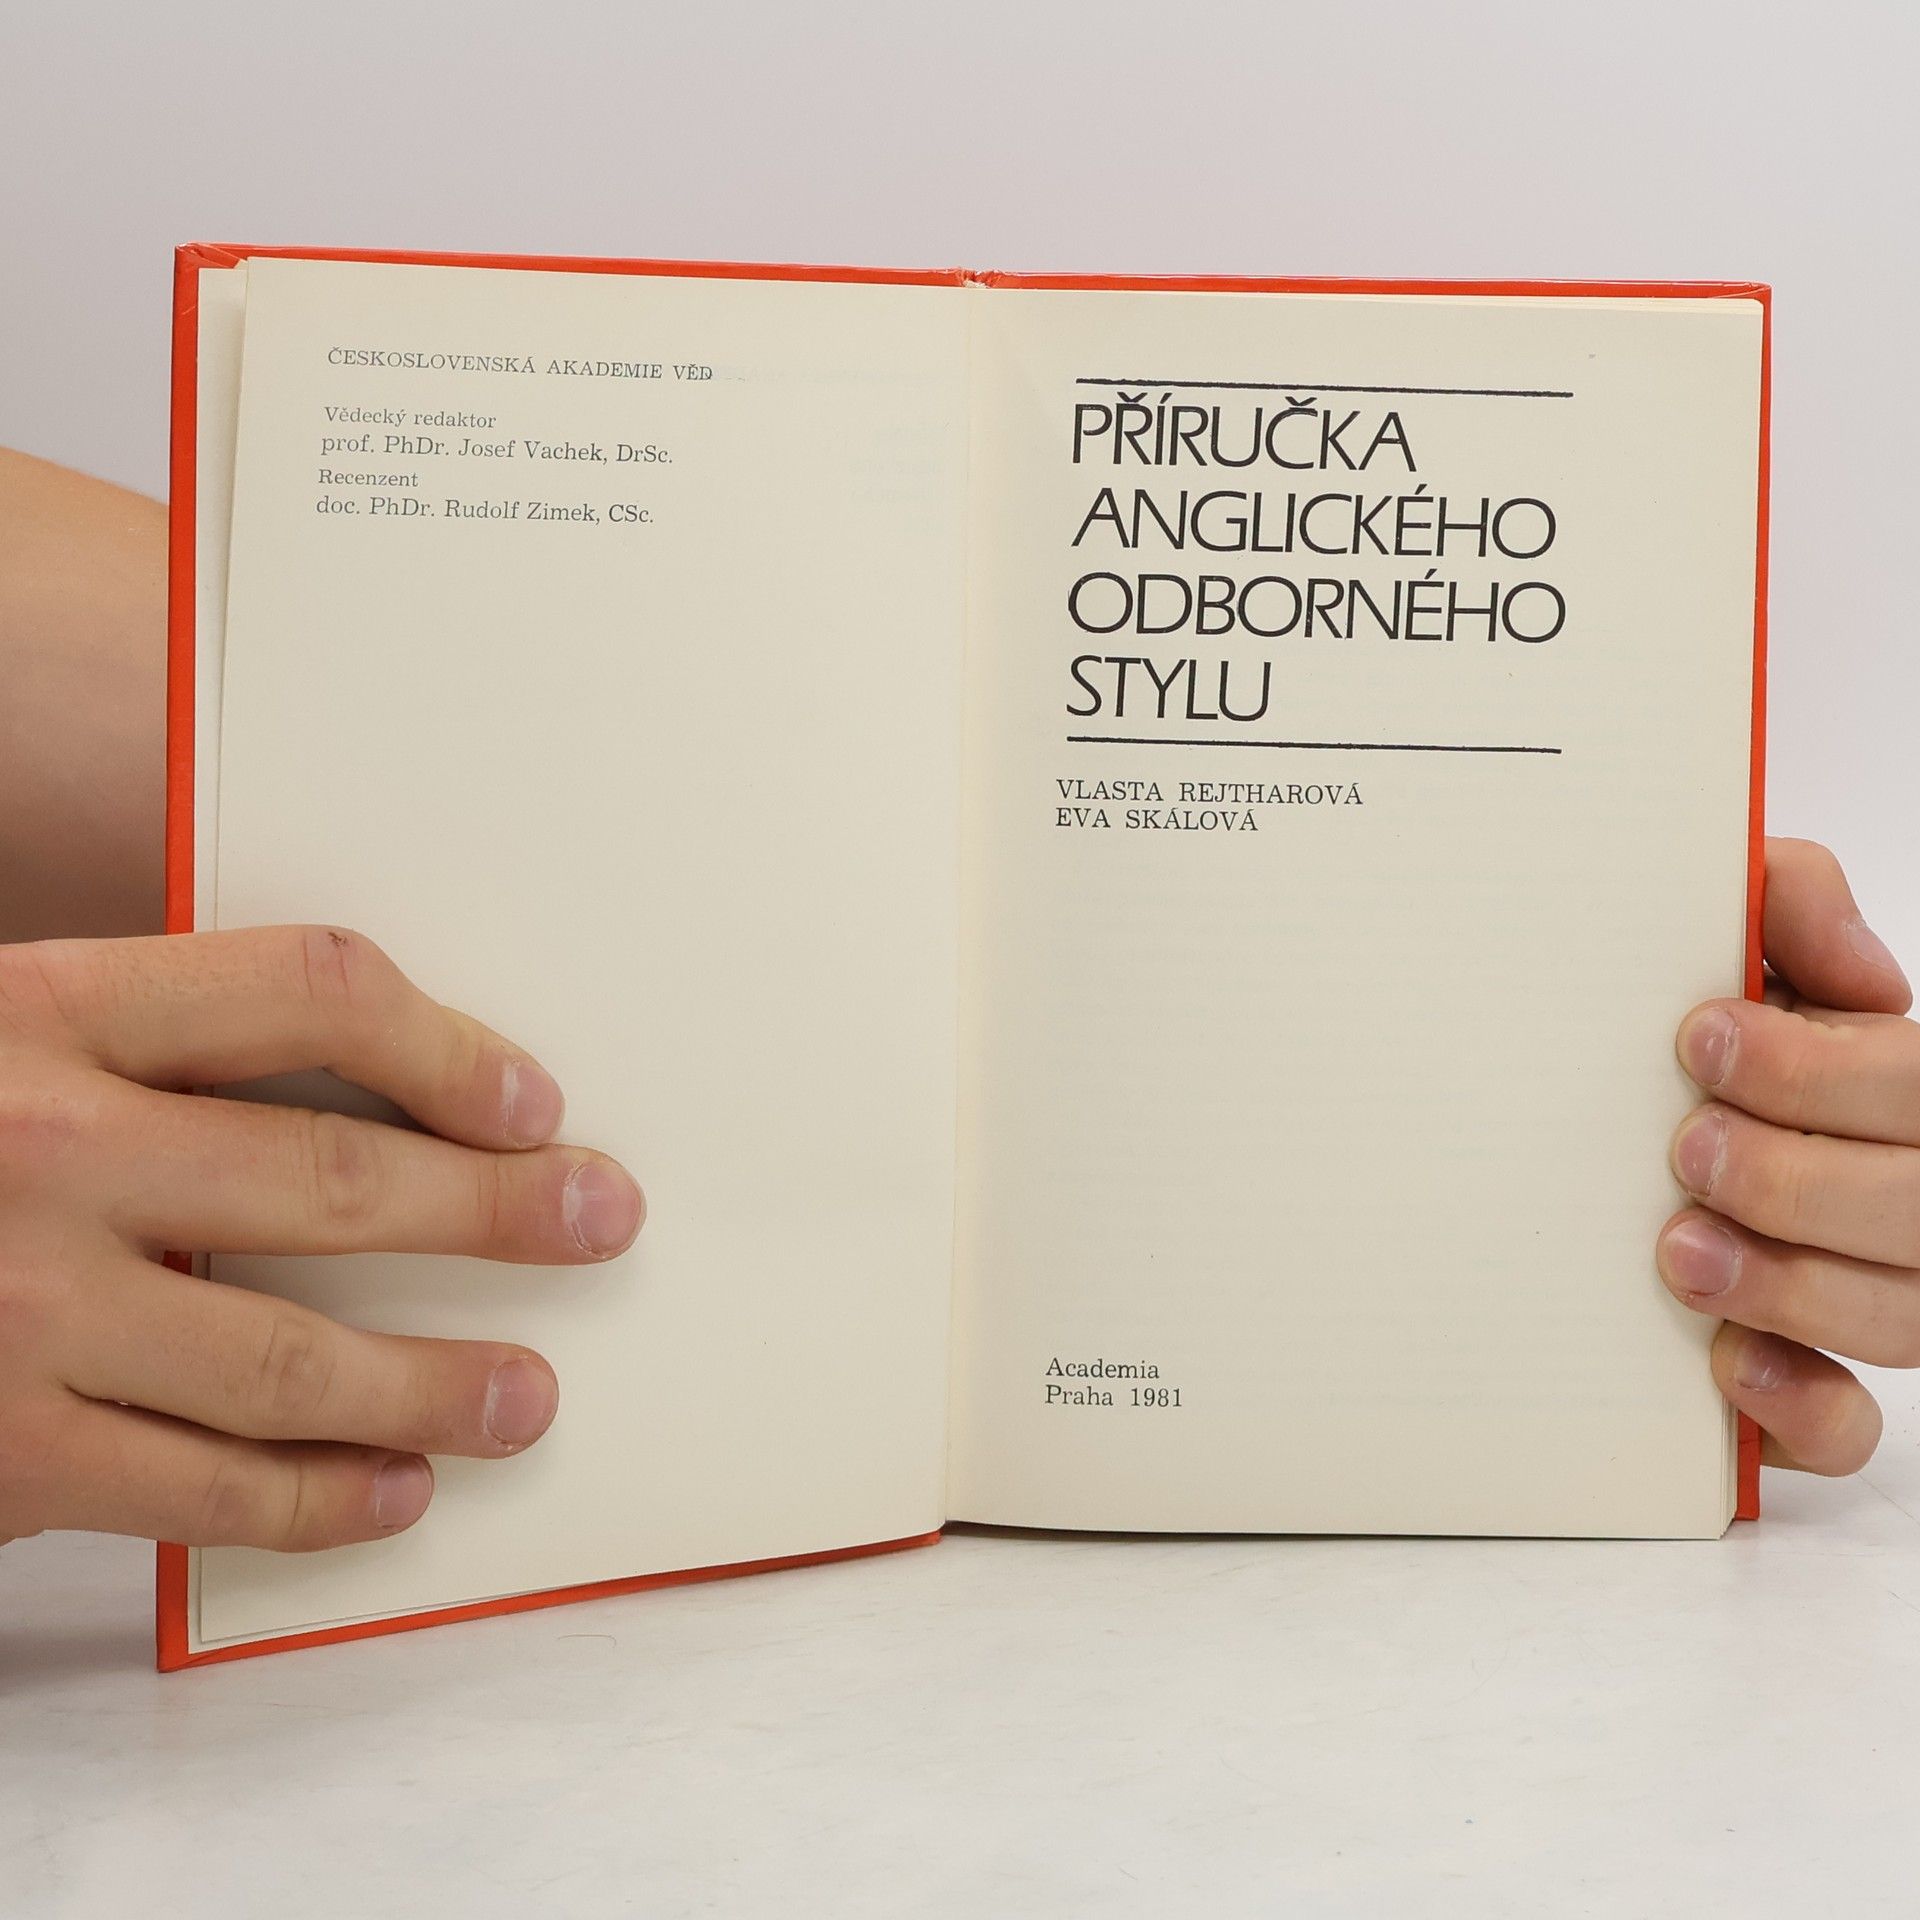 ČESKOSLOVENSKÁ AKADEMIE VĚD
Vědecký redaktor
prof. PhDr. Josef Vachek, DrSc.
Recenzent
doc. PhDr. Rudolf Zimek, CSc.
PŘÍRUČKA
ANGLICKÉHO
ODBORNÉHO
STYLU
VLASTA REJTHAROVÁ
EVA SKÁLOVÁ
Academia
Praha 1981